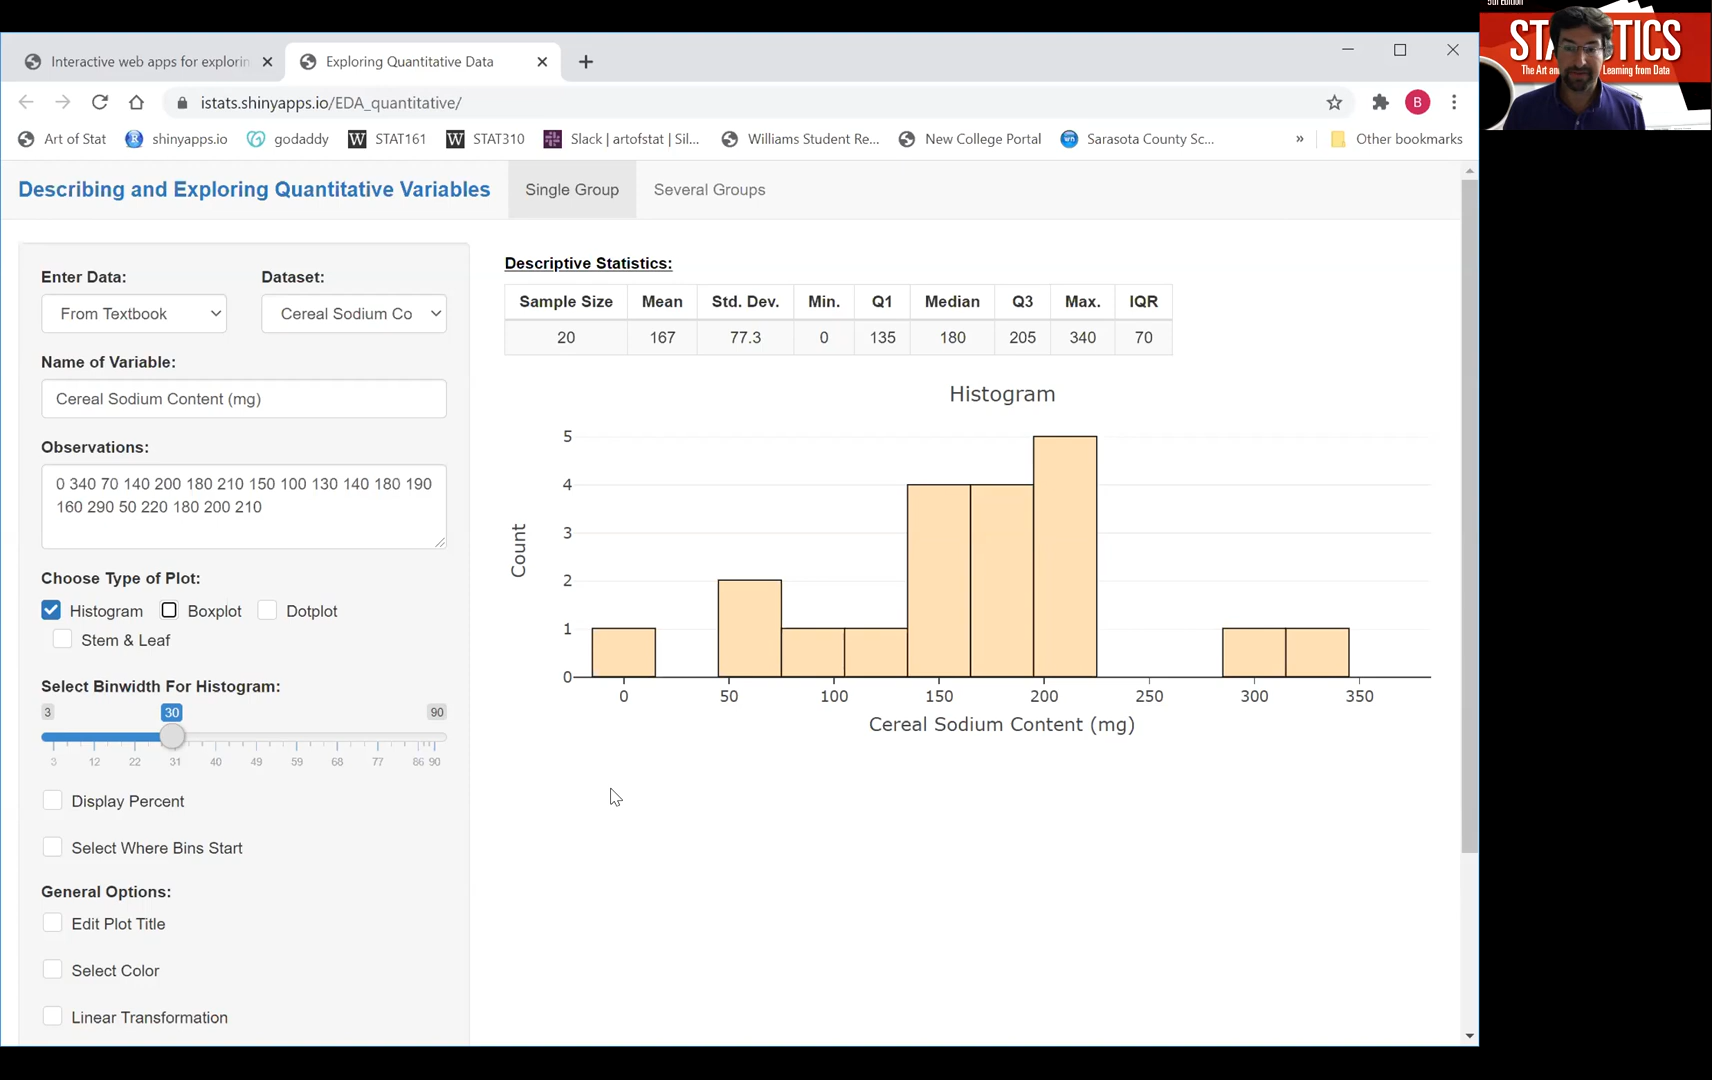 Interactive web apps for explorin
Exploring Quantitative Data
istats.shinyapps.io/EDA_quantitative/
B
Art of Stat
shinyapps.io
godaddy
STAT161
STAT310
Slack | artofstat | Sil...
Williams Student Re...
New College Portal
Sarasota County Sc...
»
Other bookmarks
Describing and Exploring Quantitative Variables
Single Group
Several Groups
Enter Data:
Dataset:
From Textbook
Cereal Sodium Co
Name of Variable:
Cereal Sodium Content (mg)
Observations:
0 340 70 140 200 180 210 150 100 130 140 180 190
160 290 50 220 180 200 210
Choose Type of Plot:
Histogram
Boxplot
Dotplot
Stem & Leaf
Select Binwidth For Histogram:
3
30
90
3 12 22 31 40 49 59 68 77 86 90
Display Percent
Select Where Bins Start
General Options:
Edit Plot Title
Select Color
Linear Transformation
Descriptive Statistics:
Sample Size Mean Std. Dev. Min. Q1 Median Q3 Max. IQR
20 167 77.3 0 135 180 205 340 70
Histogram
5
4
3
2
1
0
Count
0 50 100 150 200 250 300 350
Cereal Sodium Content (mg)
Edition
ST TICS
The Art an Learning from Data